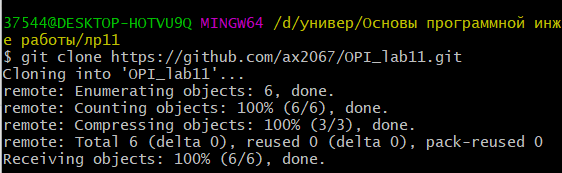 37544@DESKTOP-HOTVU9Q MINGW64 /d/универ/Основы программной инж
е работы/лр11
$ git clone https://github.com/ax2067/OPI_lab11.git
Cloning into 'OPI_lab11'...
remote: Enumerating objects: 6, done.
remote: Counting objects: 100% (6/6), done.
remote: Compressing objects: 100% (3/3), done.
remote: Total 6 (delta 0), reused 0 (delta 0), pack-reused 0
Receiving objects: 100% (6/6), done.